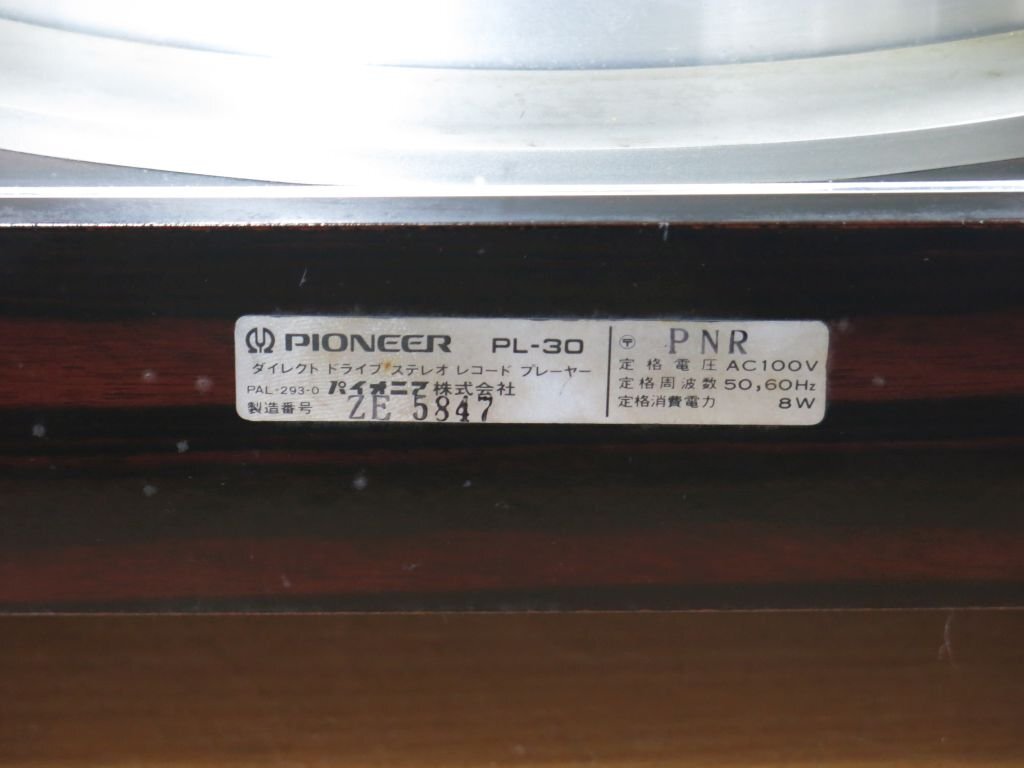 PIONEER PL-30
ダイレクト ドライブ ステレオ レコード プレーヤー
PAL-293-0 パイオニア株式会社
製造番号 ZE 5847
〒 PNR
定格電圧 AC100V
定格周波数 50,60Hz
定格消費電力 8W